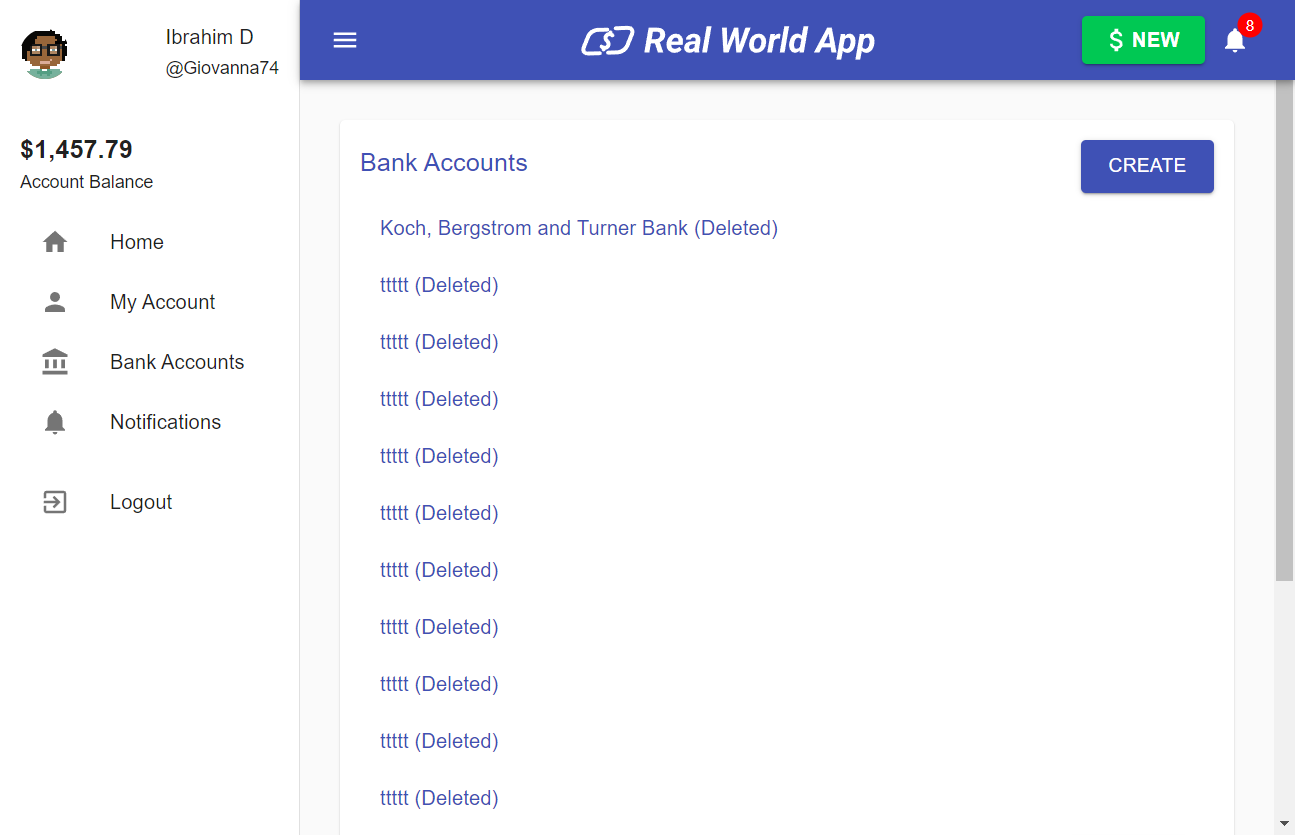 Ibrahim D
@Giovanna74
$1,457.79
Account Balance
Home
My Account
Bank Accounts
Notifications
Logout
Real World App
$ NEW
8
Bank Accounts
CREATE
Koch, Bergstrom and Turner Bank (Deleted)
ttttt (Deleted)
ttttt (Deleted)
ttttt (Deleted)
ttttt (Deleted)
ttttt (Deleted)
ttttt (Deleted)
ttttt (Deleted)
ttttt (Deleted)
ttttt (Deleted)
ttttt (Deleted)